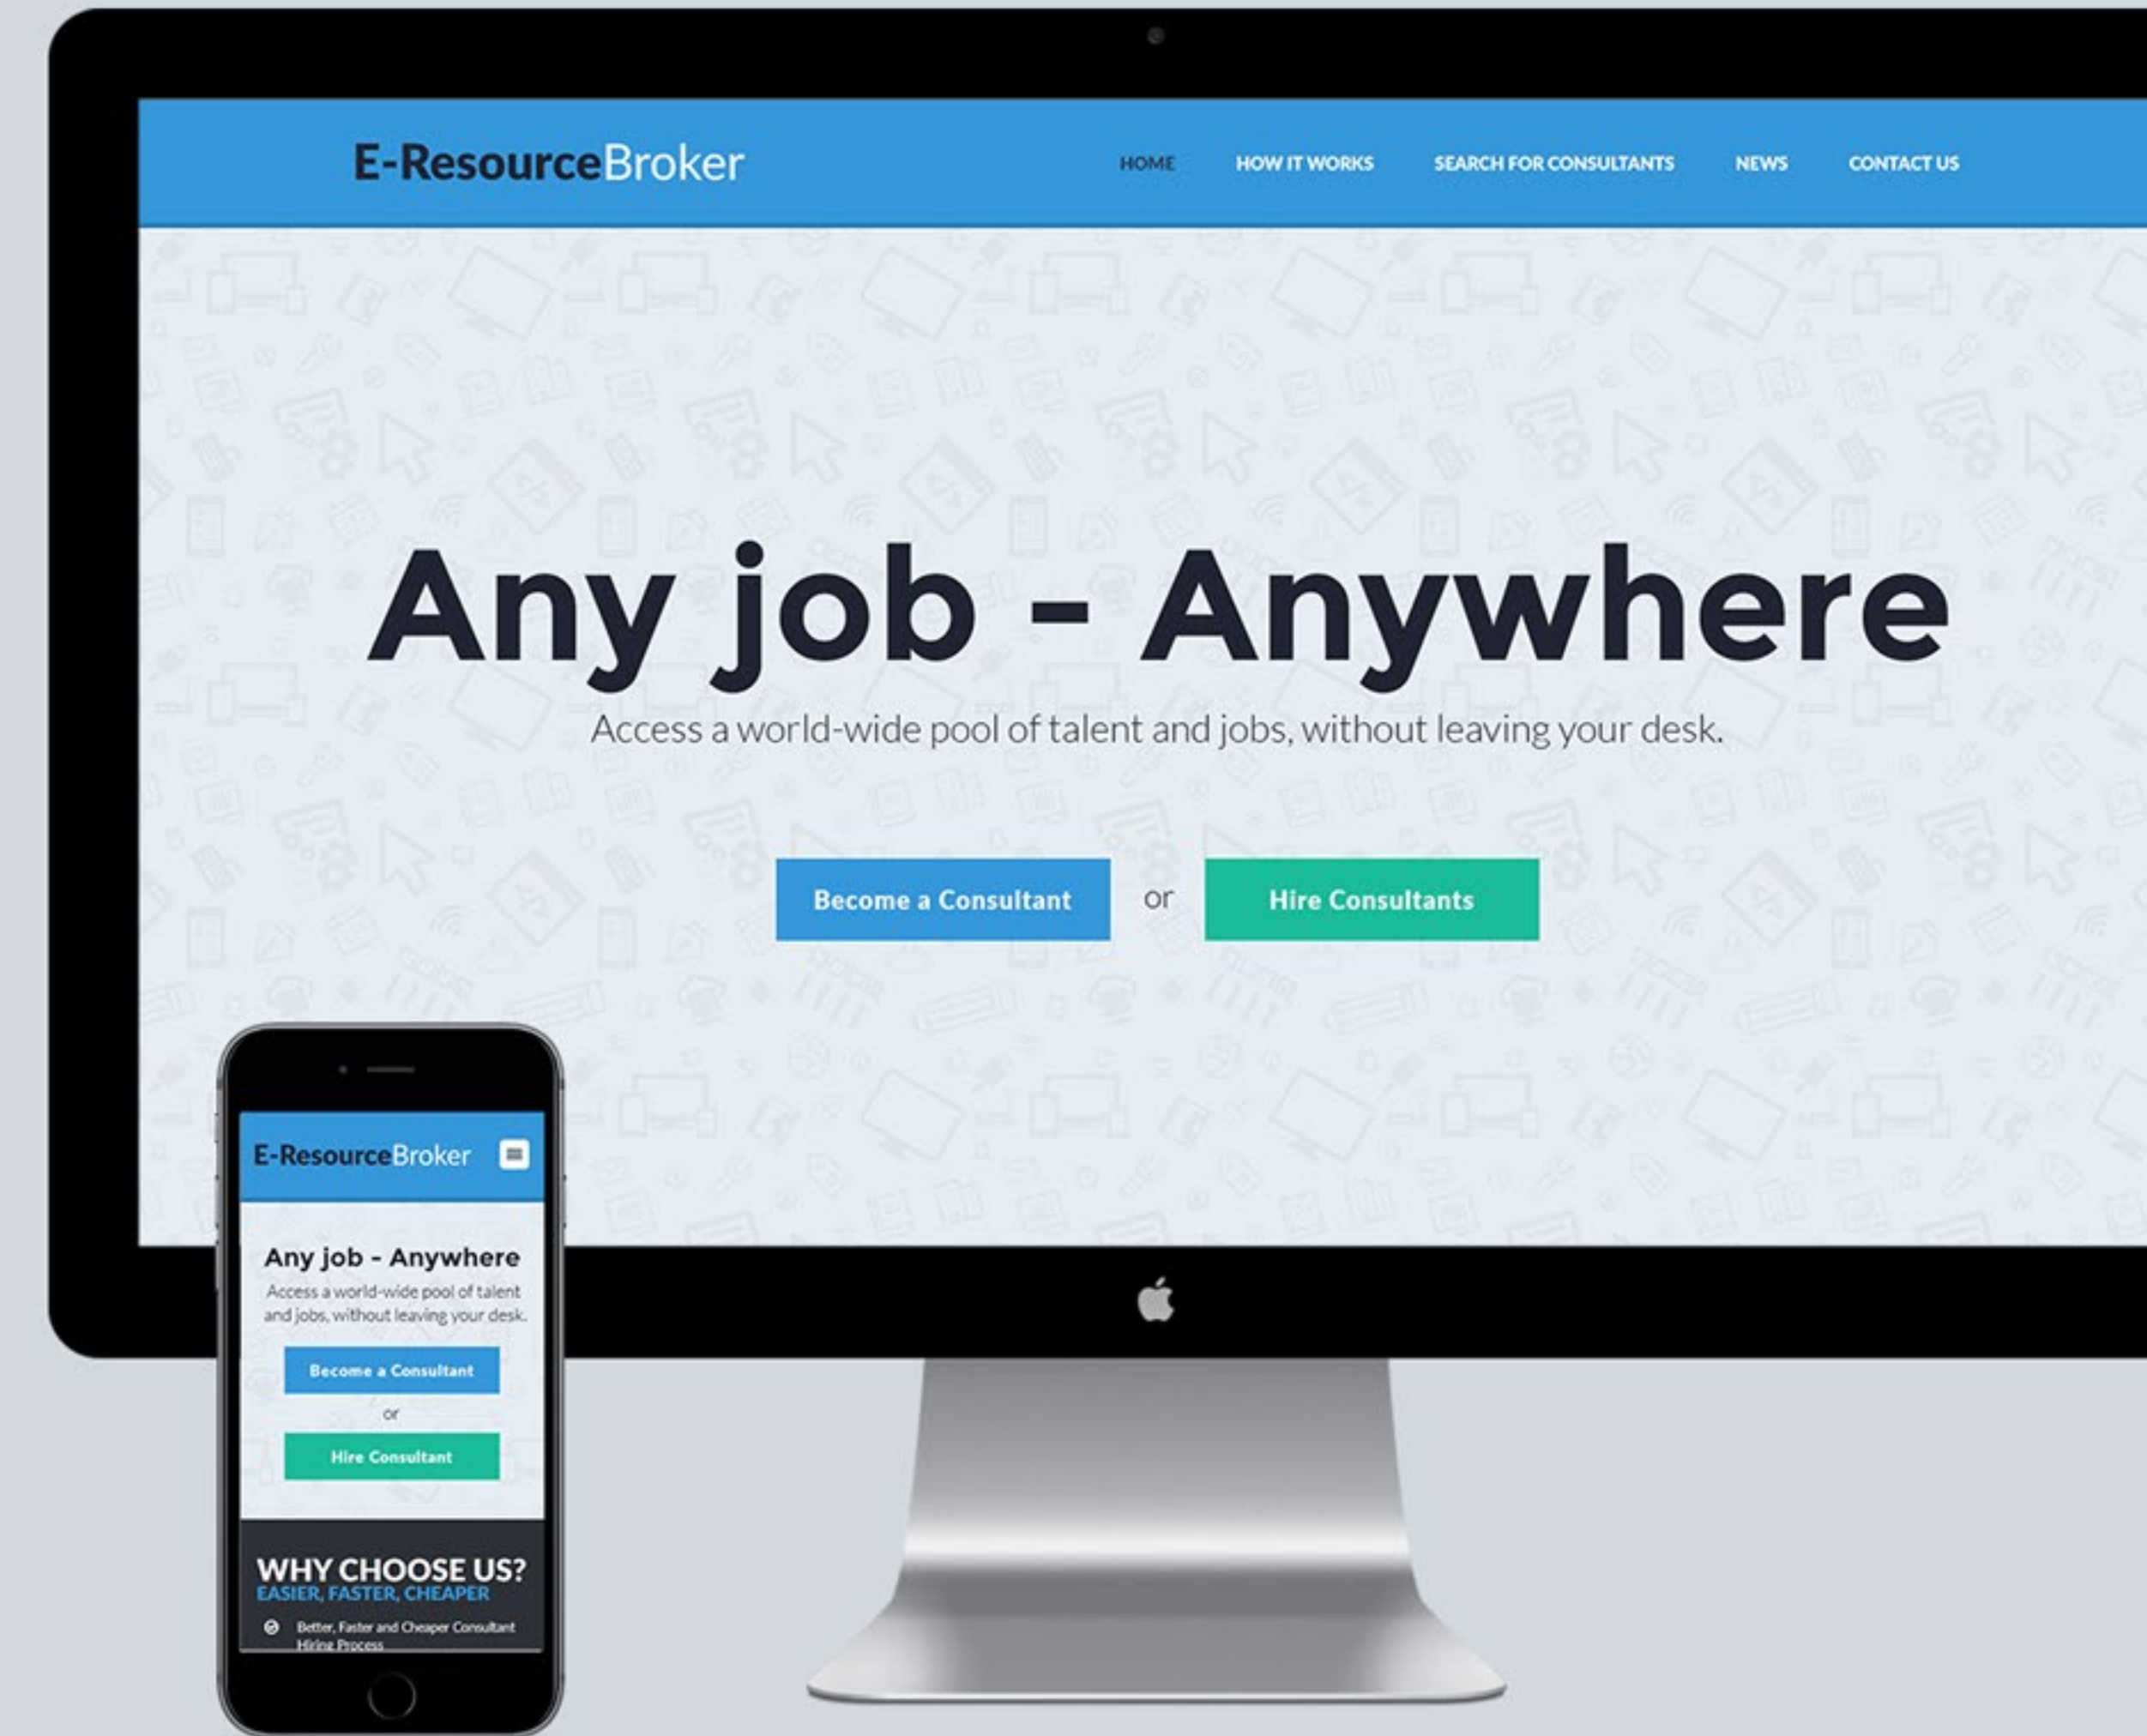 E-ResourceBroker
HOME HOW IT WORKS SEARCH FOR CONSULTANTS NEWS CONTACT US
Any job - Anywhere
Access a world-wide pool of talent and jobs, without leaving your desk.
Become a Consultant or Hire Consultants
E-ResourceBroker
Any job - Anywhere
Access a world-wide pool of talent
and jobs, without leaving your desk.
Become a Consultant
or
Hire Consultant
WHY CHOOSE US?
EASIER, FASTER, CHEAPER
Better, Faster and Cheaper Consultant
Hiring Process